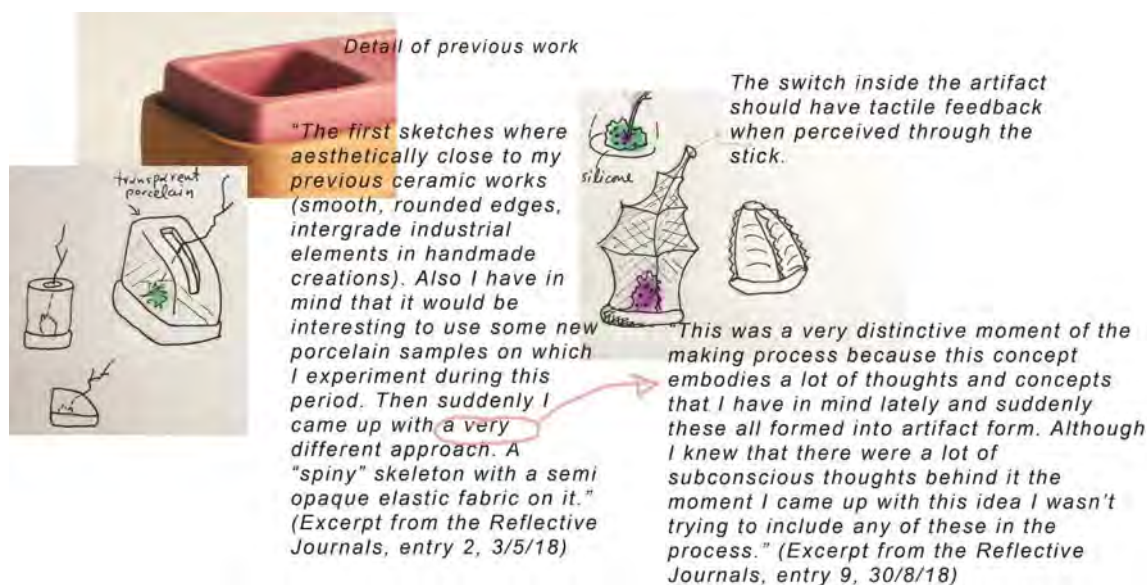 Detail of previous work
The switch inside the artifact
should have tactile feedback
when perceived through the
stick.
"The first sketches where
aesthetically close to my
previous ceramic works
(smooth, rounded edges,
intergrade industrial
elements in handmade
creations). Also I have in
mind that it would be
interesting to use some new
porcelain samples on which
I experiment during this
period. Then suddenly I
came up with a very
different approach. A
"spiny" skeleton with a semi
opaque elastic fabric on it."
(Excerpt from the Reflective
Journals, entry 2, 3/5/18)
transparent
porcelain
silicone
"This was a very distinctive moment of the
making process because this concept
embodies a lot of thoughts and concepts
that I have in mind lately and suddenly
these all formed into artifact form. Although
I knew that there were a lot of
subconscious thoughts behind it the
moment I came up with this idea I wasn't
trying to include any of these in the
process." (Excerpt from the Reflective
Journals, entry 9, 30/8/18)